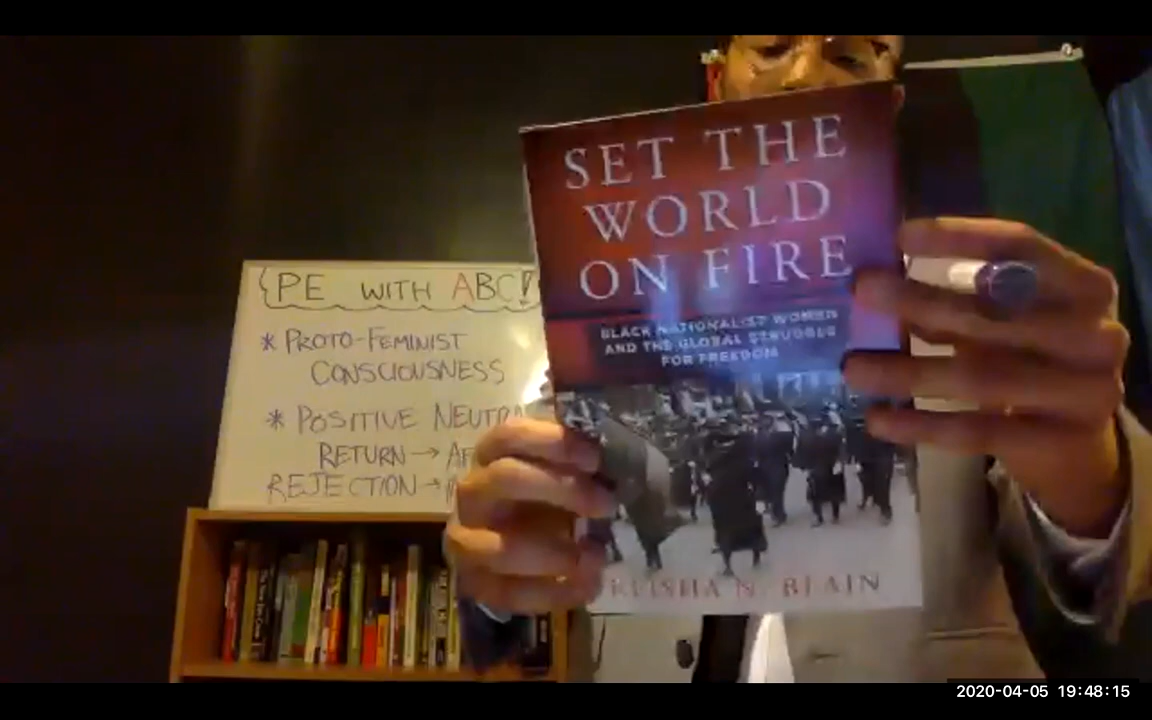 {PE WITH ABC!
* PROTO-FEMINIST
CONSCIOUSNESS
* POSITIVE
RETURN →
REJECTION →
SET THE
WORLD
ON FIRE
BLACK NATIONALIST WOMEN
AND THE GLOBAL STRUGGLE
FOR FREEDOM
KEISHA N. BLAIN
2020-04-05 19:48:15